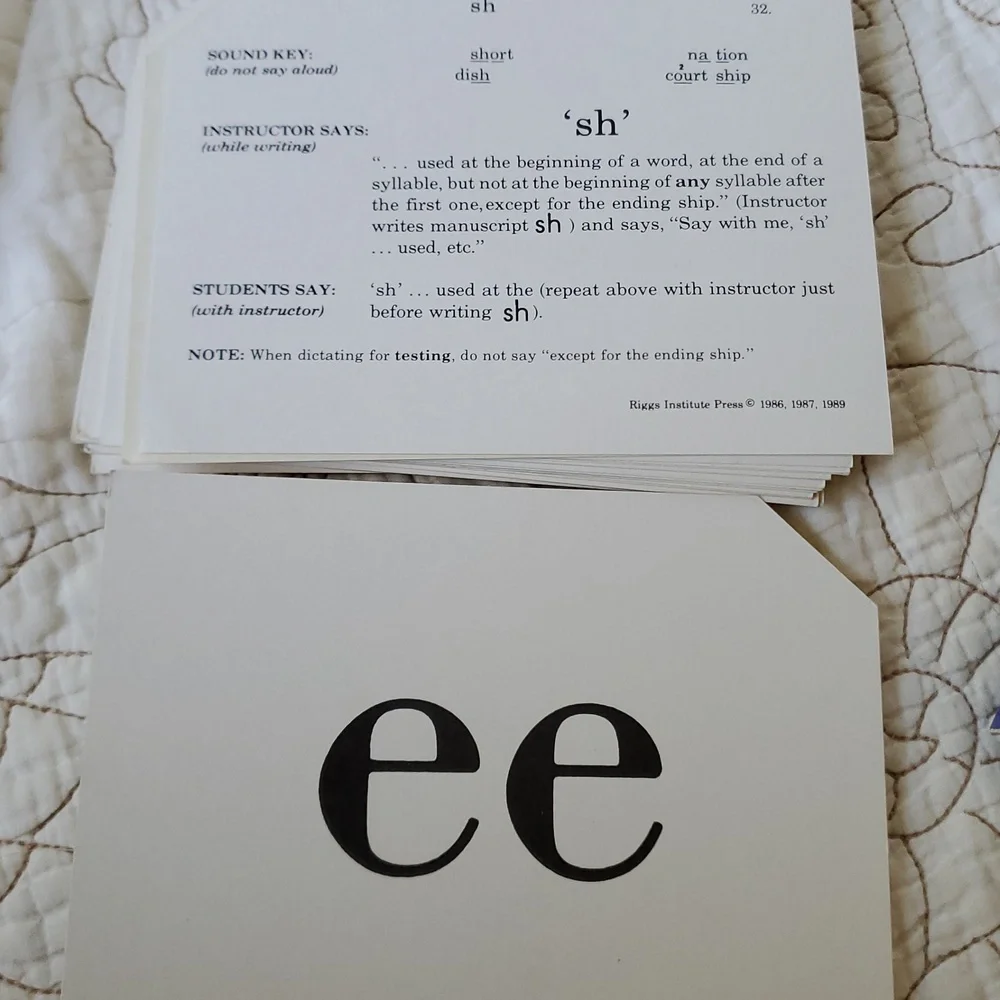 sh 32.
SOUND KEY: short na tion
(do not say aloud) dish court ship
2
INSTRUCTOR SAYS: ‘sh’
(while writing)
“... used at the beginning of a word, at the end of a
syllable, but not at the beginning of any syllable after
the first one, except for the ending ship.” (Instructor
writes manuscript sh ) and says, “Say with me, ‘sh’
... used, etc.”
STUDENTS SAY: ‘sh’ ... used at the (repeat above with instructor just
(with instructor) before writing sh ).
NOTE: When dictating for testing, do not say “except for the ending ship.”
Riggs Institute Press © 1986, 1987, 1989
ee